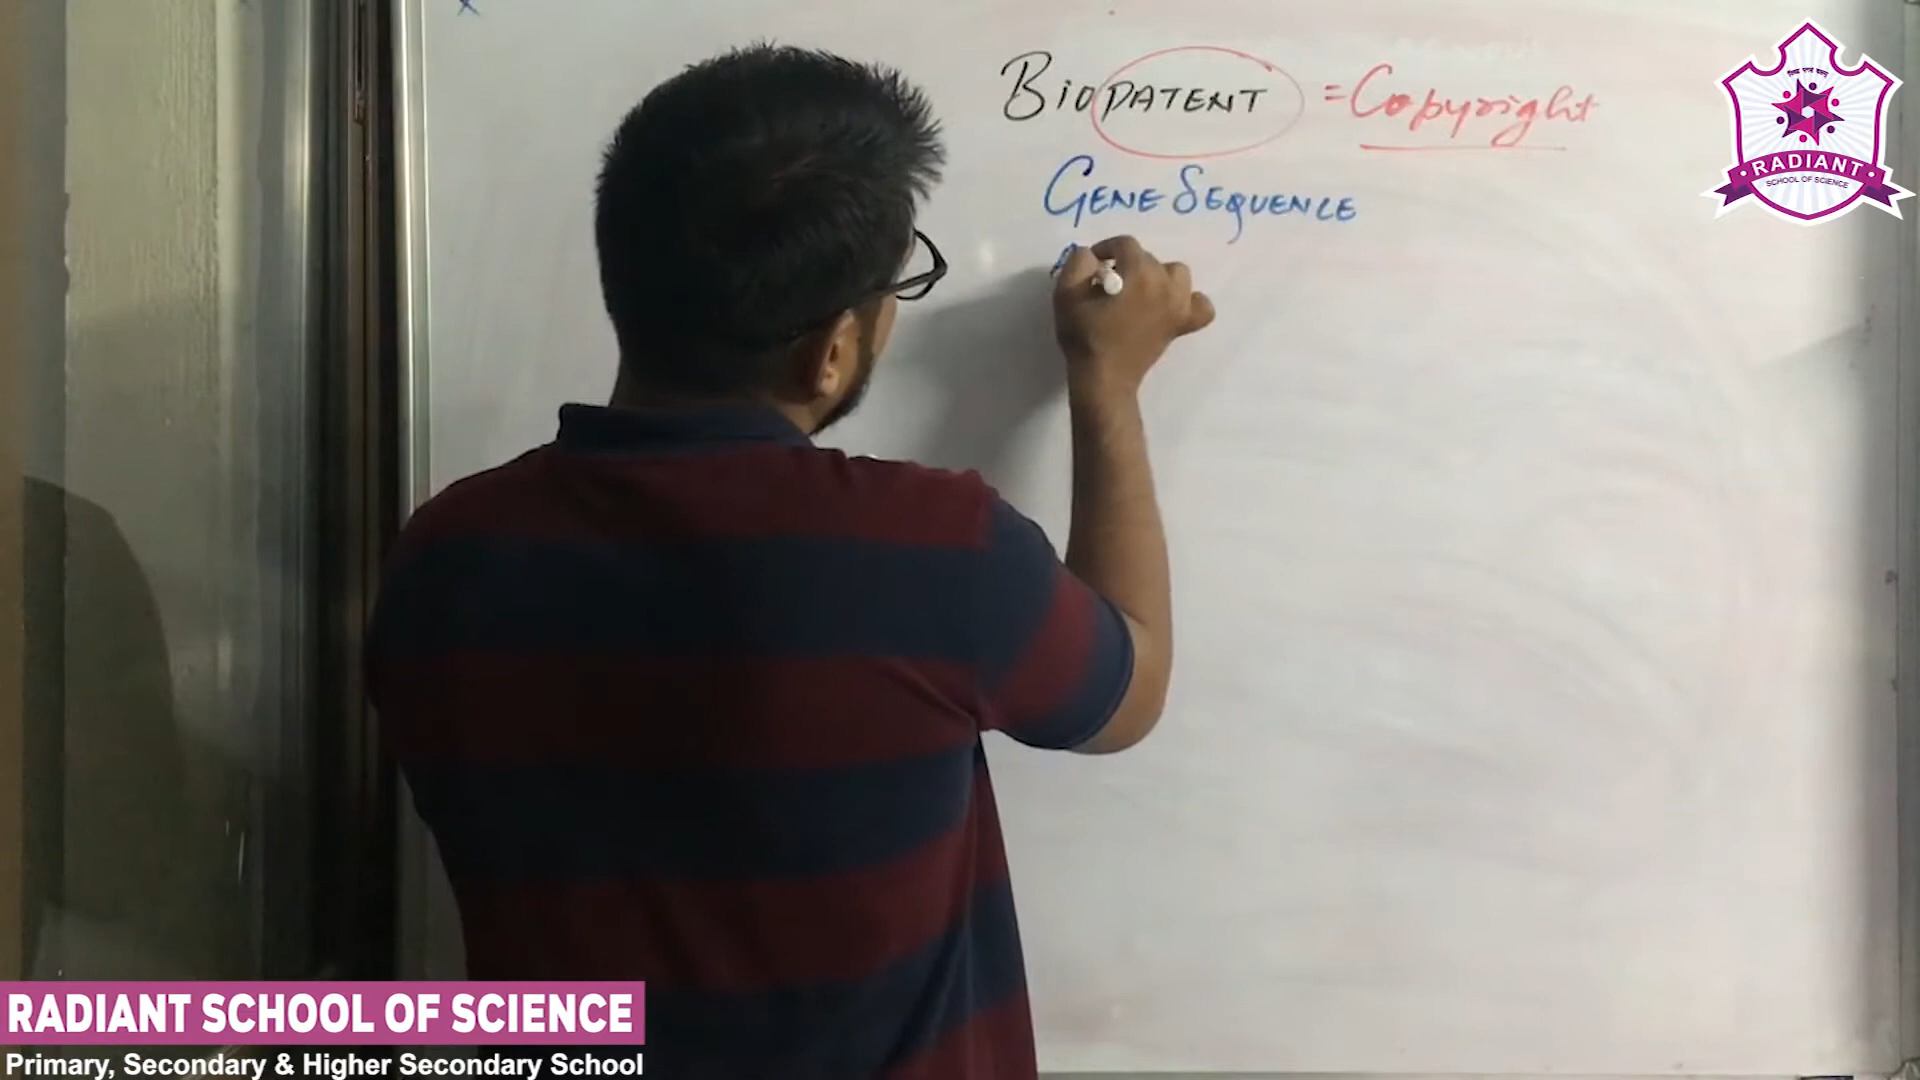 BIOPATENT = Copyright
GENE SEQUENCE
RADIANT
SCHOOL OF SCIENCE
RADIANT SCHOOL OF SCIENCE
Primary, Secondary & Higher Secondary School